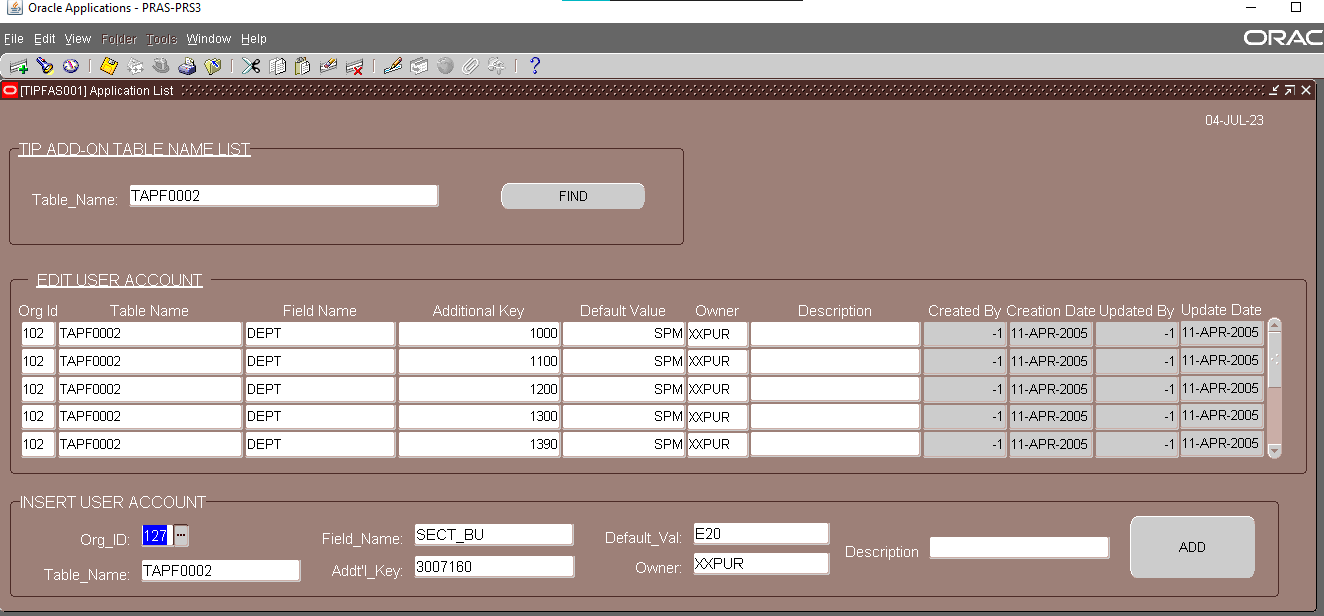 Oracle Applications - PRAS-PRS3
File Edit View Folder Tools Window Help
ORAC
[TIPFAS001] Application List
04-JUL-23
TIP ADD-ON TABLE NAME LIST
Table_Name: TAPF0002 FIND
EDIT USER ACCOUNT
Org Id Table Name Field Name Additional Key Default Value Owner Description Created By Creation Date Updated By Update Date
102 TAPF0002 DEPT 1000 SPM XXPUR -1 11-APR-2005 -1 11-APR-2005
102 TAPF0002 DEPT 1100 SPM XXPUR -1 11-APR-2005 -1 11-APR-2005
102 TAPF0002 DEPT 1200 SPM XXPUR -1 11-APR-2005 -1 11-APR-2005
102 TAPF0002 DEPT 1300 SPM XXPUR -1 11-APR-2005 -1 11-APR-2005
102 TAPF0002 DEPT 1390 SPM XXPUR -1 11-APR-2005 -1 11-APR-2005
INSERT USER ACCOUNT
Org_ID: 127 ... Field_Name: SECT_BU Default_Val: E20 Description ADD
Table_Name: TAPF0002 Addt'l_Key: 3007160 Owner: XXPUR